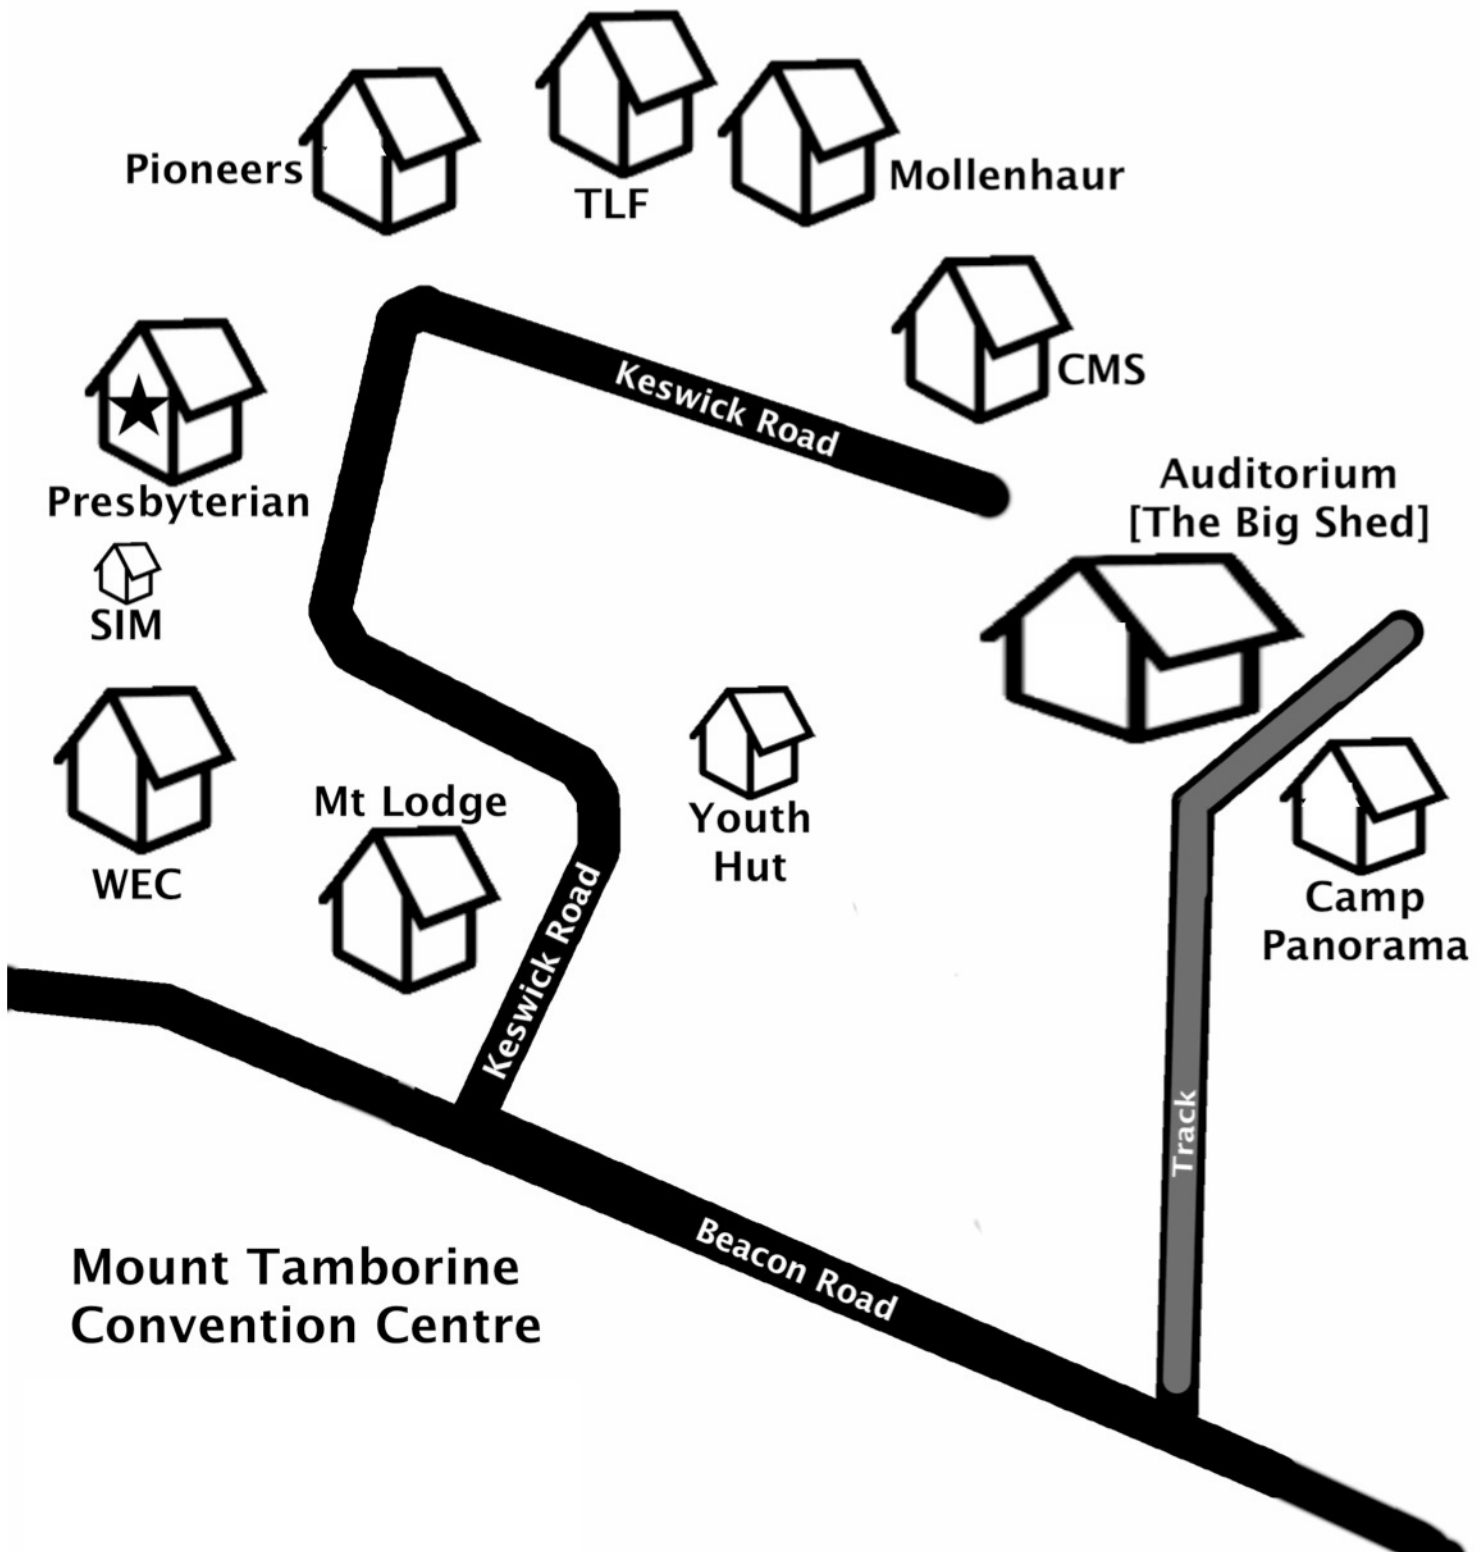 Pioneers
TLF
Mollenhaur
Keswick Road
CMS
Presbyterian
Auditorium
[The Big Shed]
SIM
Mt Lodge
Youth
Hut
WEC
Camp
Panorama
Keswick Road
Track
Beacon Road
Mount Tamborine
Convention Centre